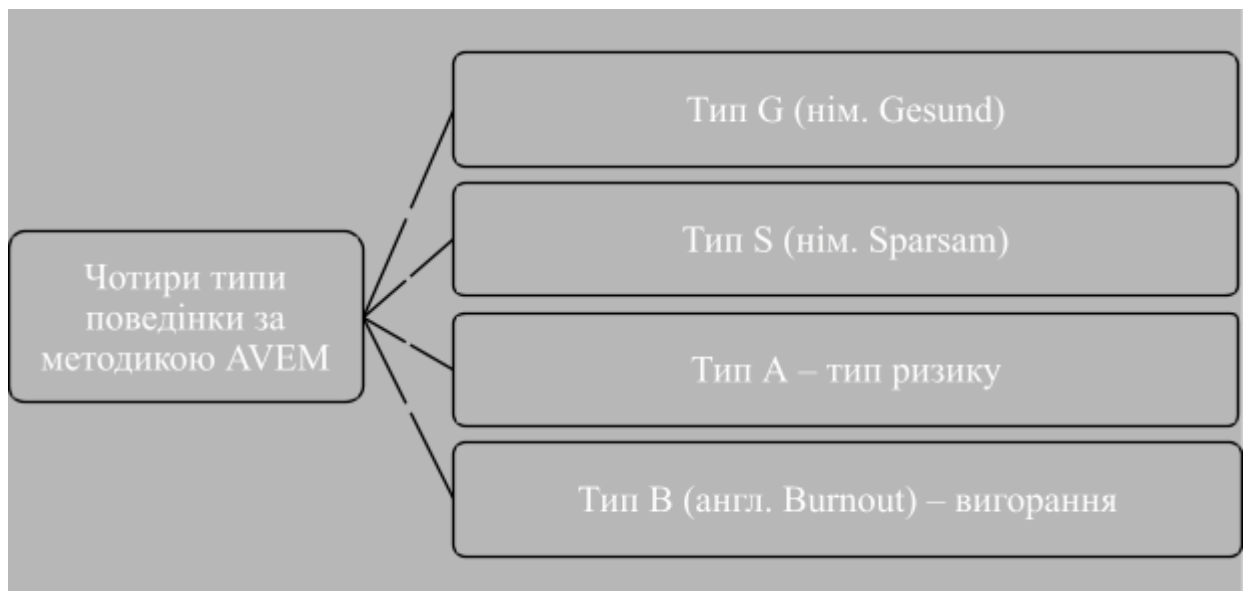 Чотири типи
поведінки за
методикою AVEM
Тип G (нім. Gesund)
Тип S (нім. Sparsam)
Тип А – тип ризику
Тип В (англ. Burnout) – вигорання